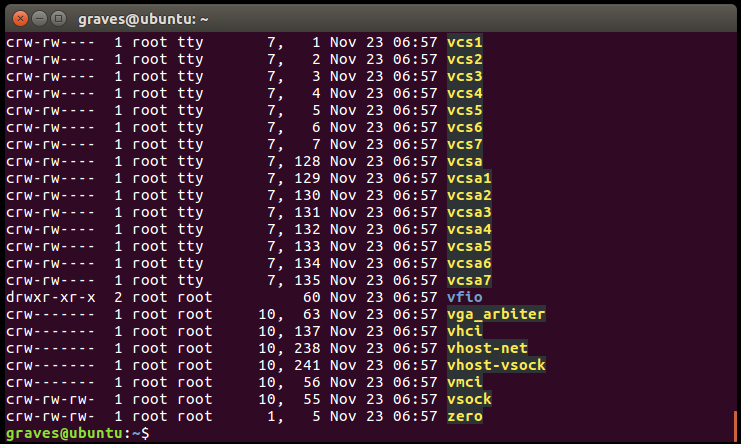 graves@ubuntu: ~
crw-rw---- 1 root tty 7, 1 Nov 23 06:57 vcs1
crw-rw---- 1 root tty 7, 2 Nov 23 06:57 vcs2
crw-rw---- 1 root tty 7, 3 Nov 23 06:57 vcs3
crw-rw---- 1 root tty 7, 4 Nov 23 06:57 vcs4
crw-rw---- 1 root tty 7, 5 Nov 23 06:57 vcs5
crw-rw---- 1 root tty 7, 6 Nov 23 06:57 vcs6
crw-rw---- 1 root tty 7, 7 Nov 23 06:57 vcs7
crw-rw---- 1 root tty 7, 128 Nov 23 06:57 vcsa
crw-rw---- 1 root tty 7, 129 Nov 23 06:57 vcsa1
crw-rw---- 1 root tty 7, 130 Nov 23 06:57 vcsa2
crw-rw---- 1 root tty 7, 131 Nov 23 06:57 vcsa3
crw-rw---- 1 root tty 7, 132 Nov 23 06:57 vcsa4
crw-rw---- 1 root tty 7, 133 Nov 23 06:57 vcsa5
crw-rw---- 1 root tty 7, 134 Nov 23 06:57 vcsa6
crw-rw---- 1 root tty 7, 135 Nov 23 06:57 vcsa7
drwxr-xr-x 2 root root 60 Nov 23 06:57 vfio
crw------- 1 root root 10, 63 Nov 23 06:57 vga_arbiter
crw------- 1 root root 10, 137 Nov 23 06:57 vhci
crw------- 1 root root 10, 238 Nov 23 06:57 vhost-net
crw------- 1 root root 10, 241 Nov 23 06:57 vhost-vsock
crw------- 1 root root 10, 56 Nov 23 06:57 vmci
crw-rw-rw- 1 root root 10, 55 Nov 23 06:57 vsock
crw-rw-rw- 1 root root 1, 5 Nov 23 06:57 zero
graves@ubuntu:~$